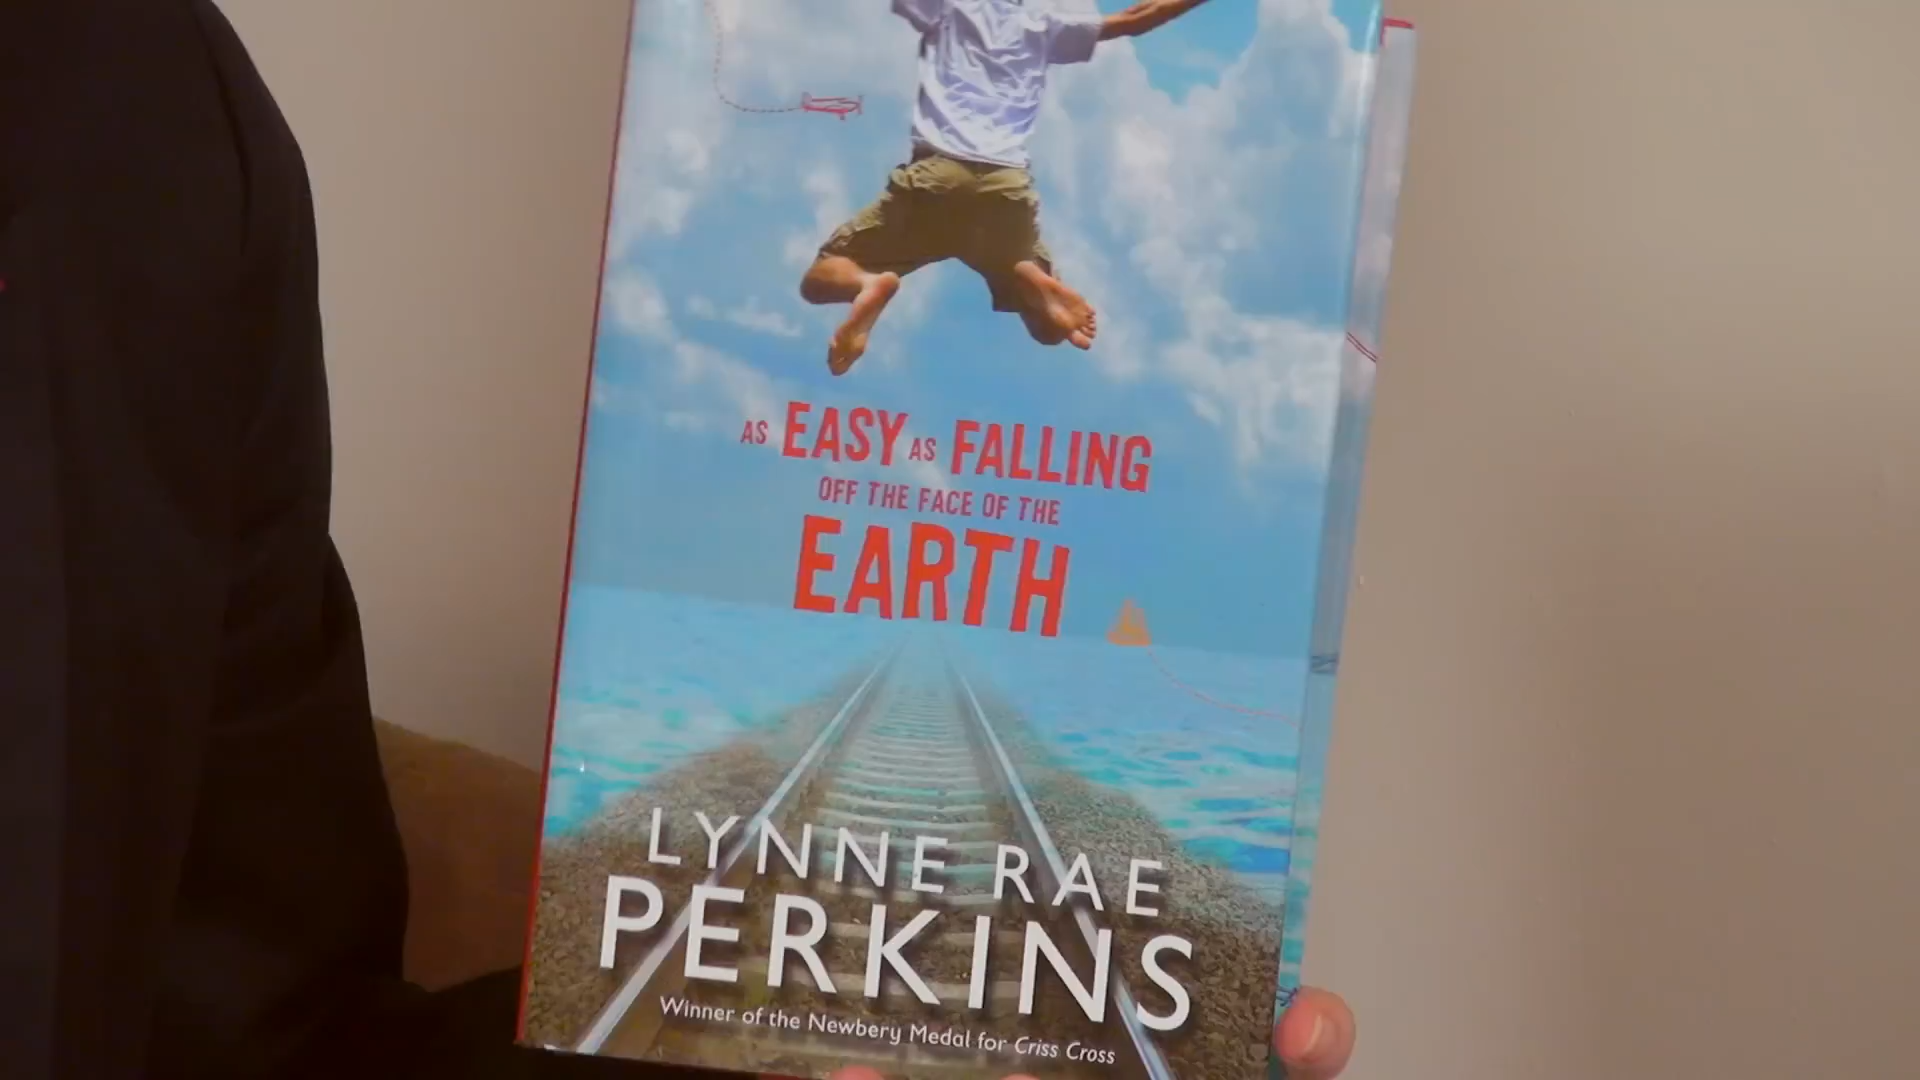 AS EASY AS FALLING
OFF THE FACE OF THE
EARTH
LYNNE RAE
PERKINS
Winner of the Newbery Medal for Criss Cross